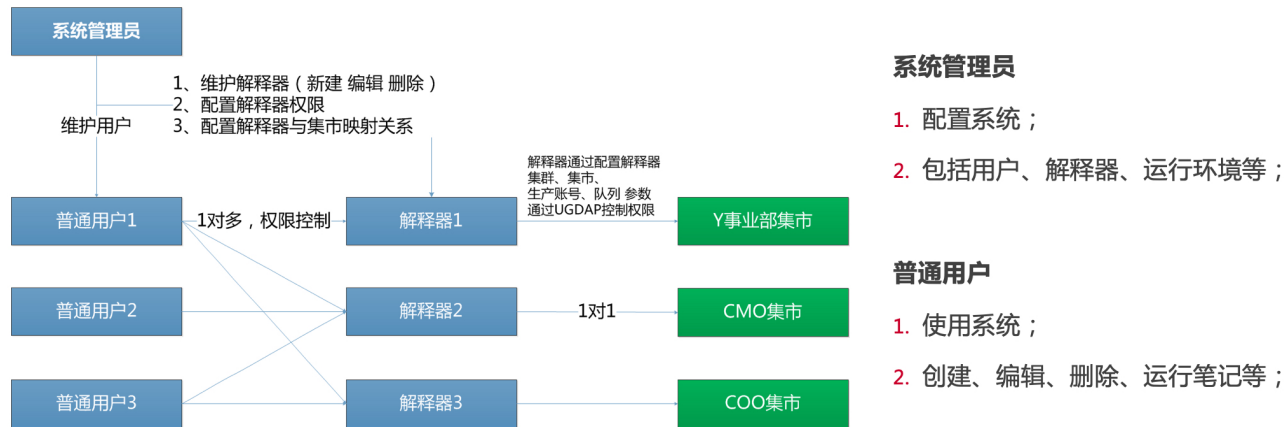 系统管理员
1、维护解释器（新建 编辑 删除）
2、配置解释器权限
3、配置解释器与集市映射关系
维护用户
解释器通过配置解释器
集群、集市、
生产账号、队列 参数
通过UGDAP控制权限
普通用户1
1对多，权限控制
解释器1
Y事业部集市
普通用户2
解释器2
1对1
CMO集市
普通用户3
解释器3
COO集市
系统管理员
1. 配置系统；
2. 包括用户、解释器、运行环境等；
普通用户
1. 使用系统；
2. 创建、编辑、删除、运行笔记等；